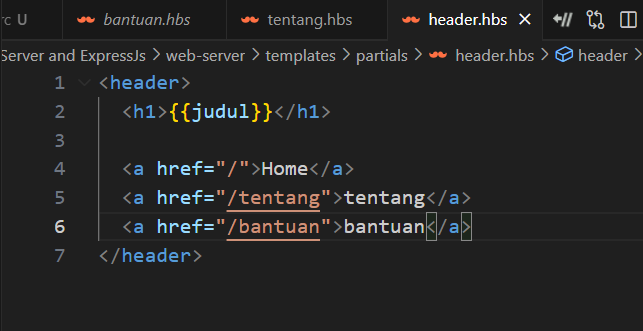 rc U bantuan.hbs tentang.hbs header.hbs
Server and ExpressJs > web-server > templates > partials > header.hbs > header
1 <header>
2 <h1>{{judul}}</h1>
3
4 <a href="/">Home</a>
5 <a href="/tentang">tentang</a>
6 <a href="/bantuan">bantuan</a>
7 </header>